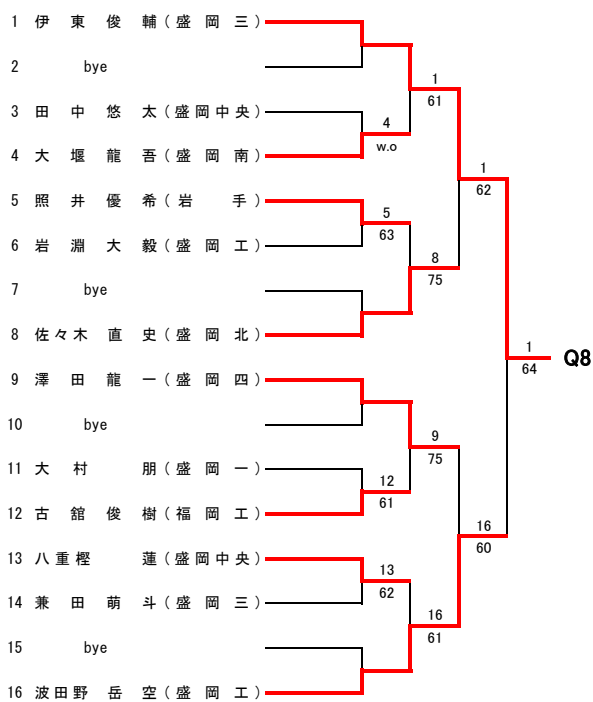 1 伊東俊輔(盛岡三)
2 bye
3 田中悠太(盛岡中央)
4 大堰龍吾(盛岡南)
5 照井優希(岩手)
6 岩淵大毅(盛岡工)
7 bye
8 佐々木直史(盛岡北)
9 澤田龍一(盛岡四)
10 bye
11 大村朋(盛岡一)
12 古舘俊樹(福岡工)
13 八重樫蓮(盛岡中央)
14 兼田萌斗(盛岡三)
15 bye
16 波田野岳空(盛岡工)
4
w.o
5
63
12
61
13
62
1
61
8
75
9
75
16
61
1
62
16
60
1
64
Q8